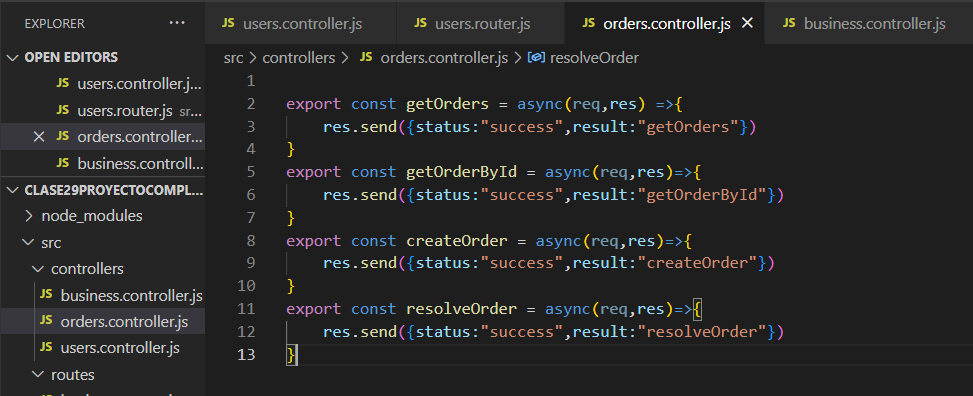 EXPLORER ...
OPEN EDITORS
JS users.controller.j...
JS users.router.js sr...
JS orders.controller...
JS business.controll...
CLASE29PROYECTOCOMPL...
node_modules
src
controllers
JS business.controller.js
JS orders.controller.js
JS users.controller.js
routes
JS users.controller.js JS users.router.js JS orders.controller.js JS business.controller.js
src > controllers > JS orders.controller.js > resolveOrder
1
2 export const getOrders = async(req,res) =>{
3     res.send({status:"success",result:"getOrders"})
4 }
5 export const getOrderById = async(req,res)=>{
6     res.send({status:"success",result:"getOrderById"})
7 }
8 export const createOrder = async(req,res)=>{
9     res.send({status:"success",result:"createOrder"})
10 }
11 export const resolveOrder = async(req,res)=>{
12     res.send({status:"success",result:"resolveOrder"})
13 }